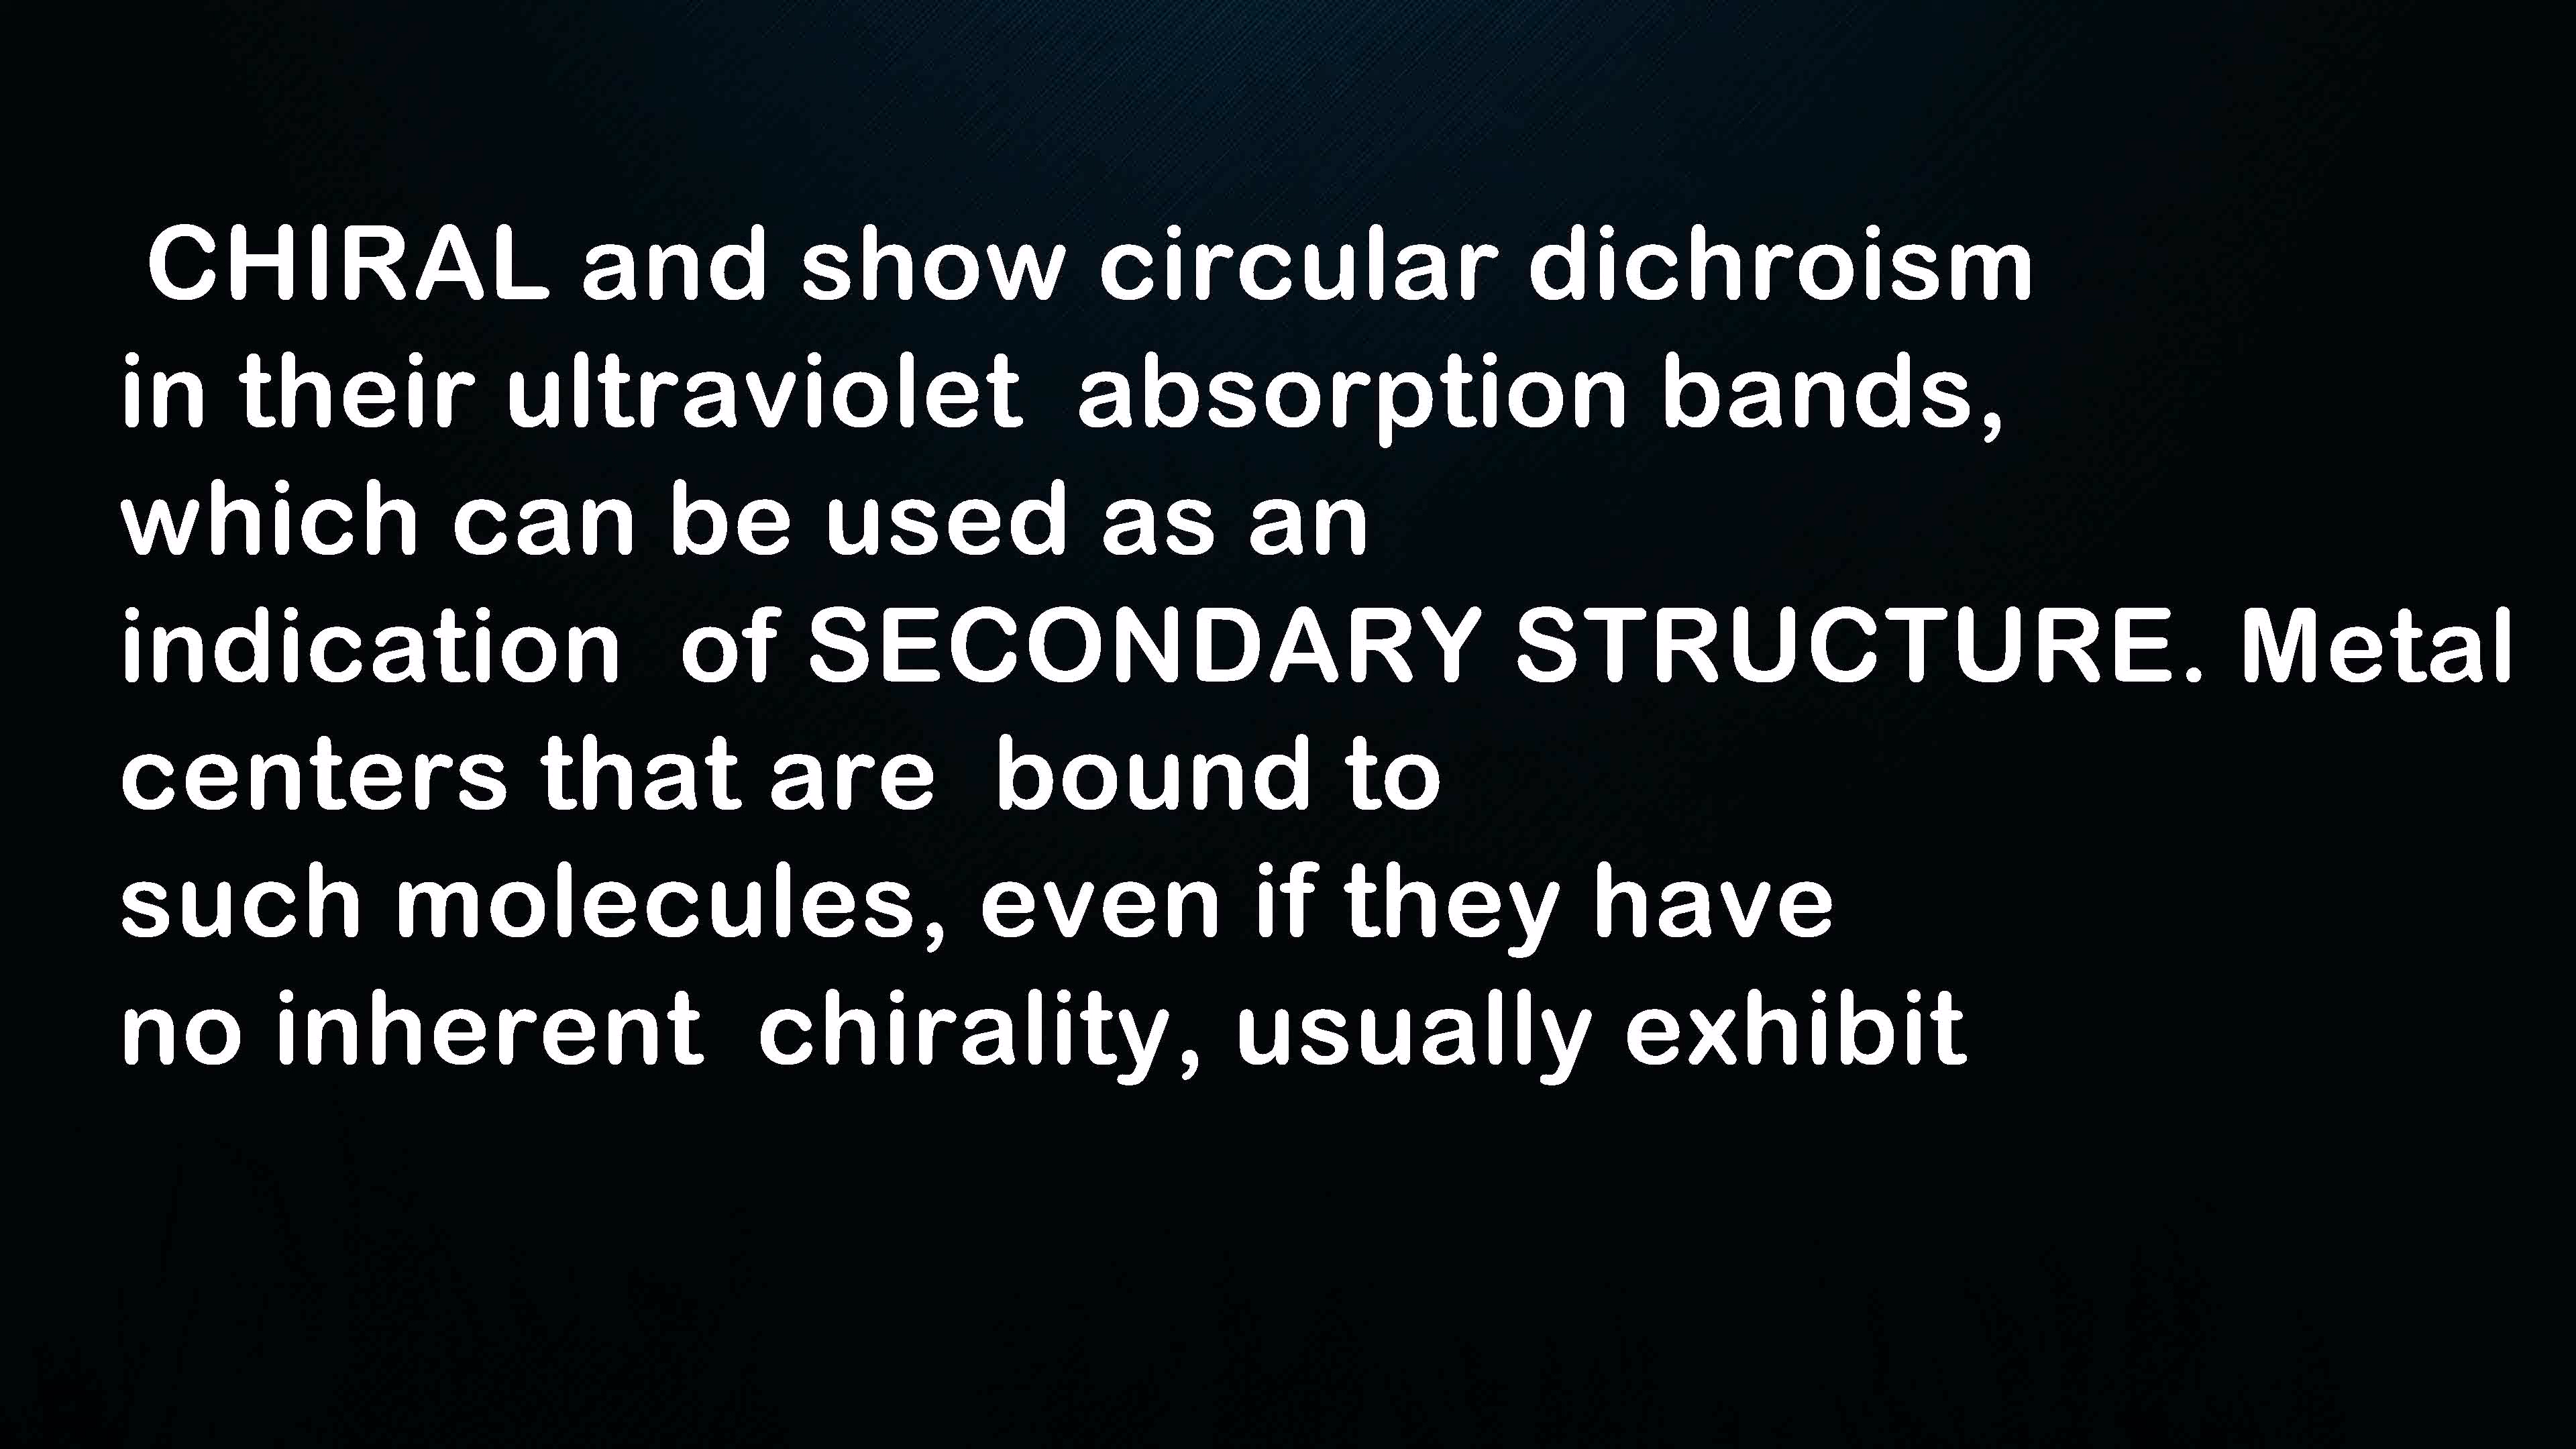 CHIRAL and show circular dichroism
in their ultraviolet absorption bands,
which can be used as an
indication of SECONDARY STRUCTURE. Metal
centers that are bound to
such molecules, even if they have
no inherent chirality, usually exhibit